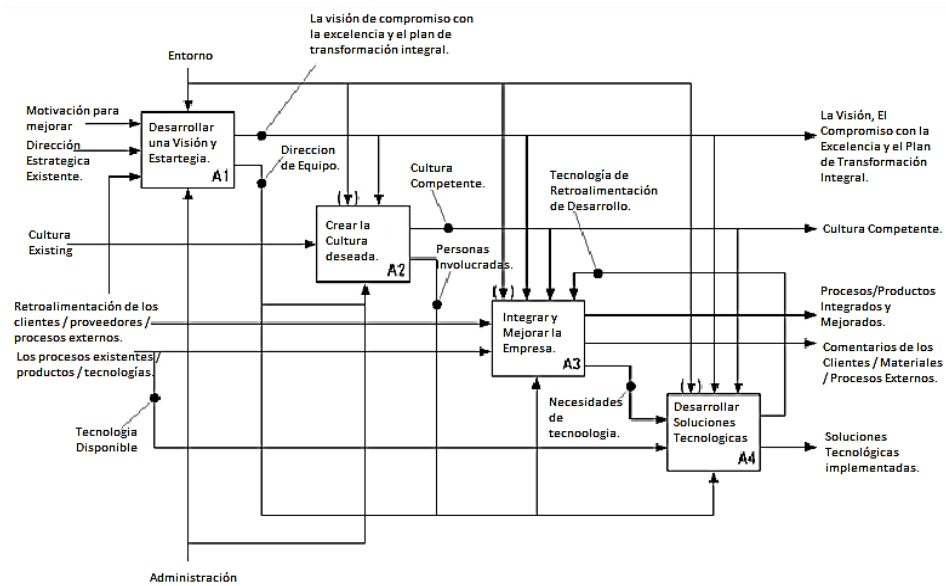 La visión de compromiso con
la excelencia y el plan de
transformación integral.
Entorno
Motivación para
mejorar
Dirección
Estrategica
Existente.
Desarrollar
una Visión y
Estartegia.
A1
Direccion
de Equipo.
La Visión, El
Compromiso con la
Excelencia y el Plan
de Transformación
Integral.
Cultura
Competente.
Tecnología de
Retroalimentación
de Desarrollo.
Cultura
Existing
Crear la
Cultura
deseada.
A2
Personas
Involucradas.
Cultura Competente.
Retroalimentación de los
clientes / proveedores /
procesos externos.
Los procesos existentes /
productos / tecnologías.
( )
( )
( )
Integrar y
Mejorar la
Empresa.
A3
Procesos/Productos
Integrados y
Mejorados.
Comentarios de los
Clientes / Materiales
/ Procesos Externos.
Tecnologia
Disponible
Necesidades
de
tecnoologia.
Desarrollar
Soluciones
Tecnologicas
A4
Soluciones
Tecnológicas
implementadas.
Administración